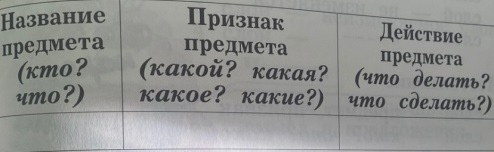 Название
предмета
(кто?
что?)
Признак
предмета
(какой? какая?
какое? какие?)
Действие
предмета
(что делать?
что сделать?)